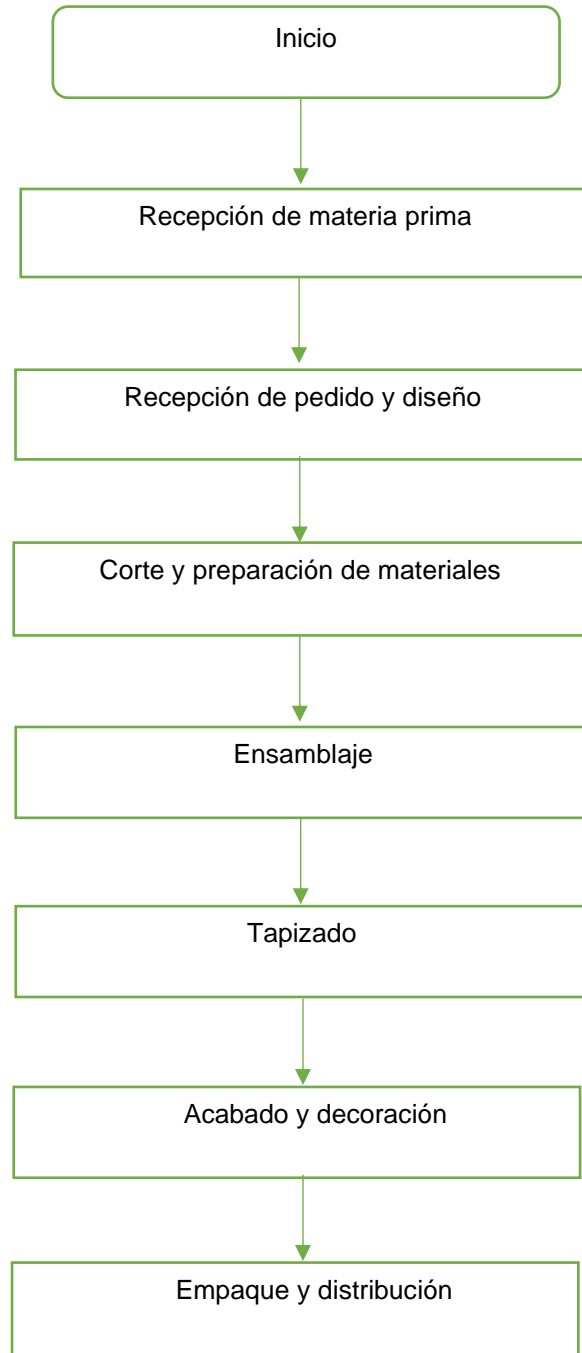 Inicio
Recepción de materia prima
Recepción de pedido y diseño
Corte y preparación de materiales
Ensamblaje
Tapizado
Acabado y decoración
Empaque y distribución